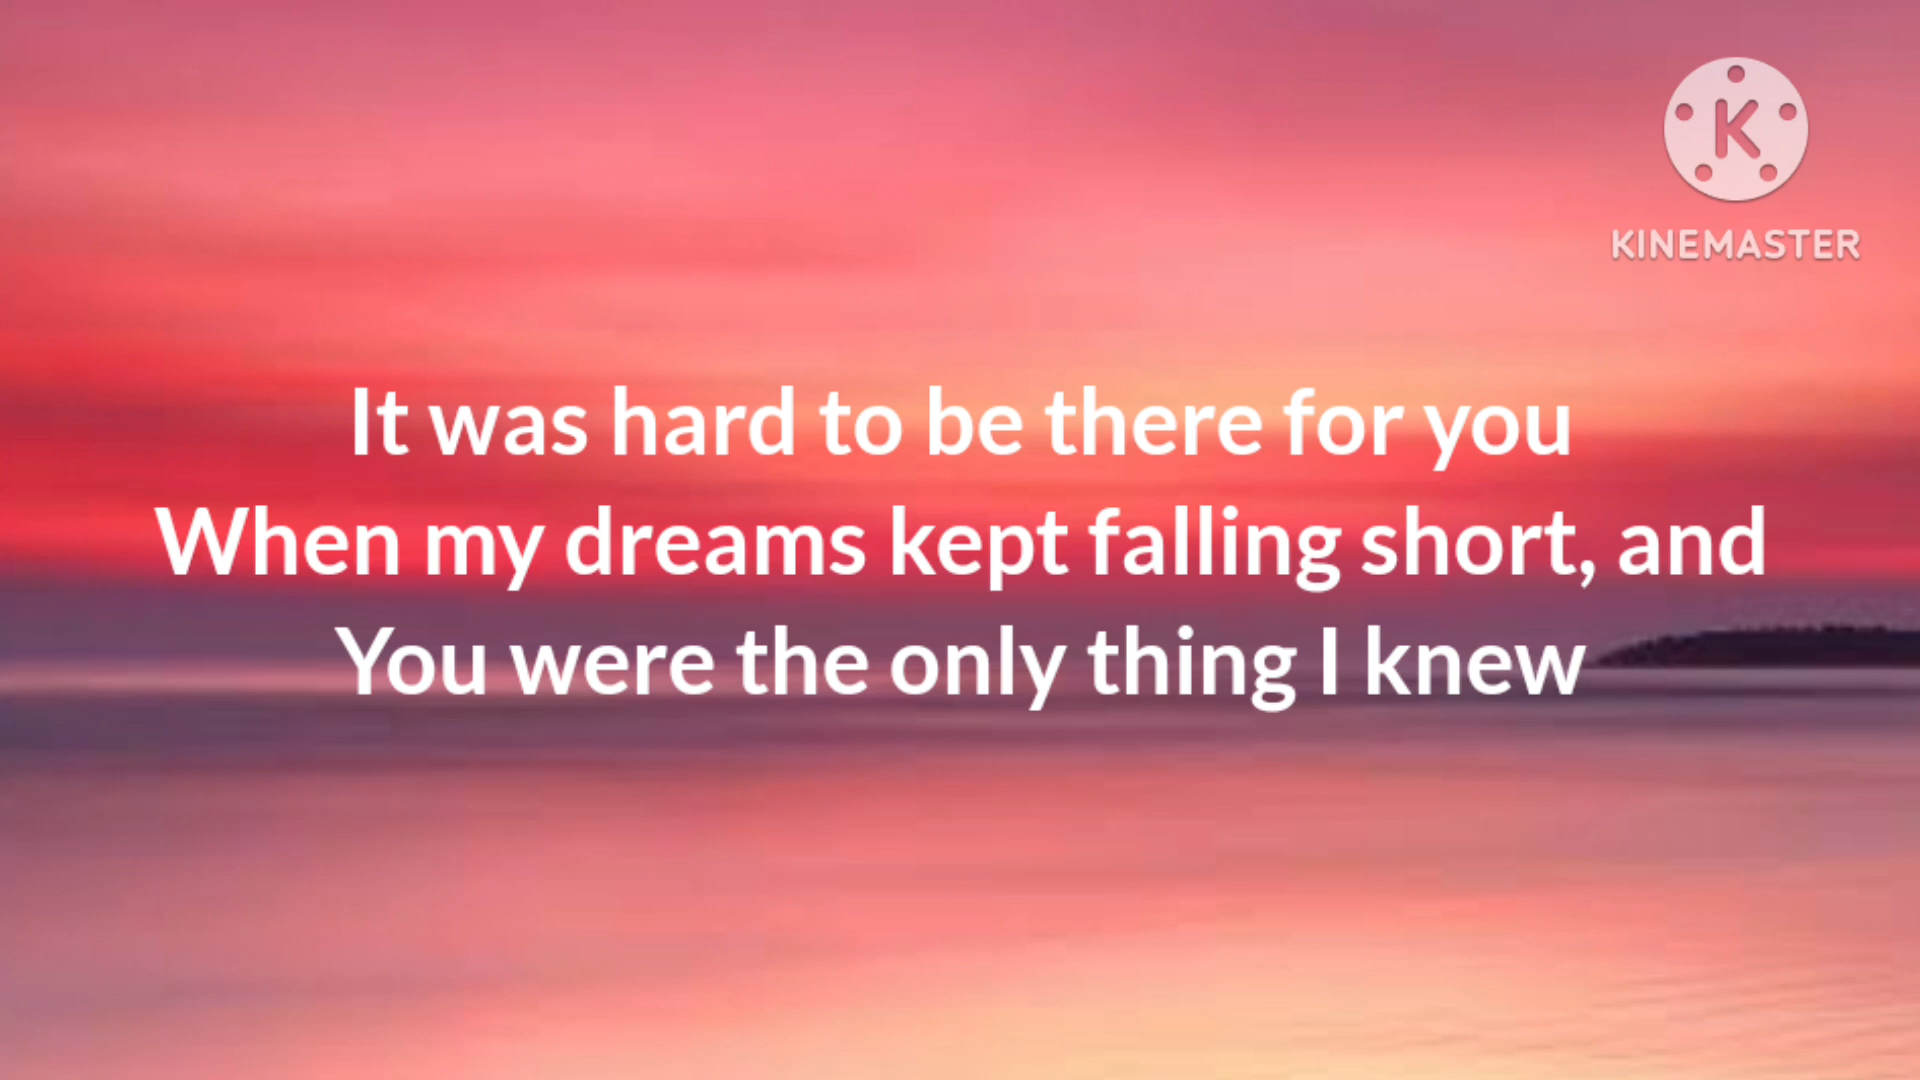 K
KINEMASTER
It was hard to be there for you
When my dreams kept falling short, and
You were the only thing I knew